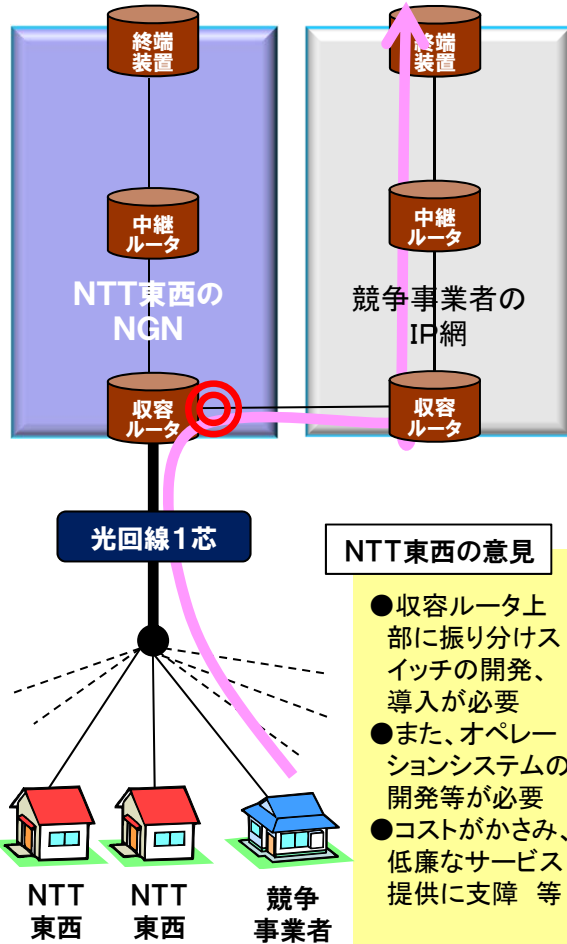 終端
装置
中継
ルータ
NTT東西の
NGN
収容
ルータ
終端
装置
中継
ルータ
競争事業者の
IP網
収容
ルータ
光回線1芯
NTT東西の意見
●収容ルータ上
部に振り分けス
イッチの開発、
導入が必要
●また、オペレー
ションシステムの
開発等が必要
●コストがかさみ、
低廉なサービス
提供に支障 等
NTT
東西
NTT
東西
競争
事業者